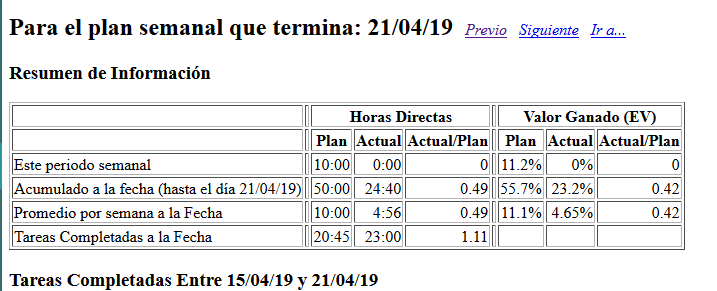 Para el plan semanal que termina: 21/04/19 Previo Siguiente Ir a...
Resumen de Información
Horas Directas Valor Ganado (EV)
Plan Actual Actual/Plan Plan Actual Actual/Plan
Este periodo semanal 10:00 0:00 0 11.2% 0% 0
Acumulado a la fecha (hasta el día 21/04/19) 50:00 24:40 0.49 55.7% 23.2% 0.42
Promedio por semana a la Fecha 10:00 4:56 0.49 11.1% 4.65% 0.42
Tareas Completadas a la Fecha 20:45 23:00 1.11
Tareas Completadas Entre 15/04/19 y 21/04/19